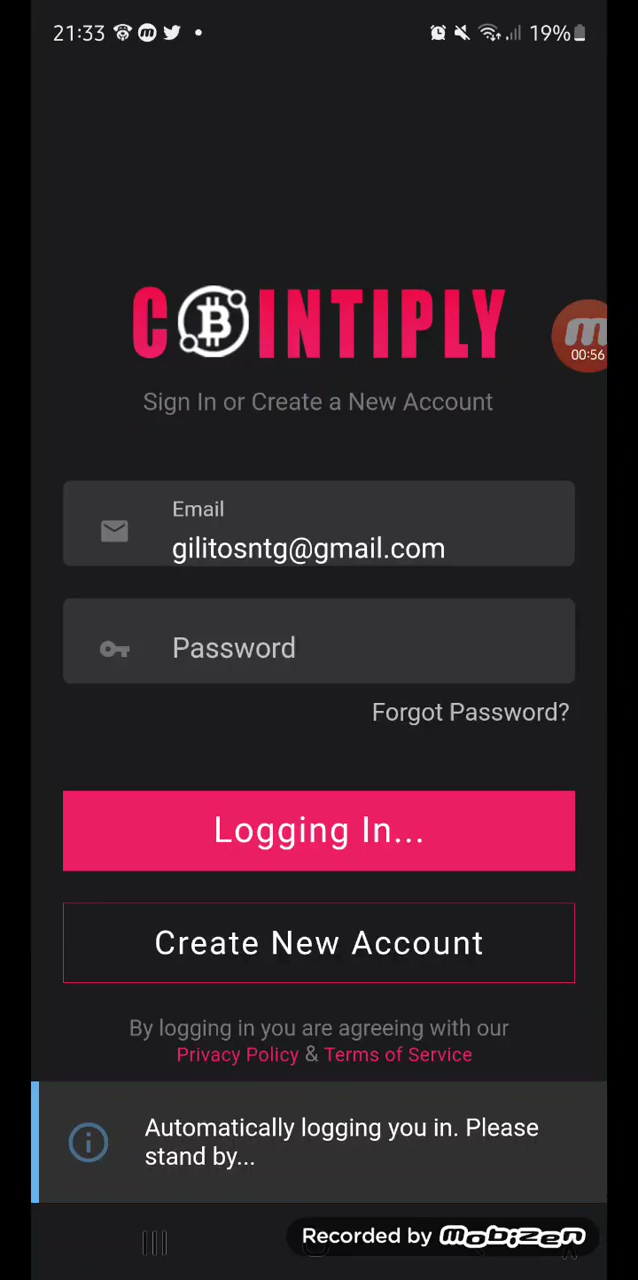 21:33 19%
COINTIPLY
00:56
Sign In or Create a New Account
Email
gilitosntg@gmail.com
Password
Forgot Password?
Logging In...
Create New Account
By logging in you are agreeing with our
Privacy Policy & Terms of Service
Automatically logging you in. Please
stand by...
Recorded by mobizen